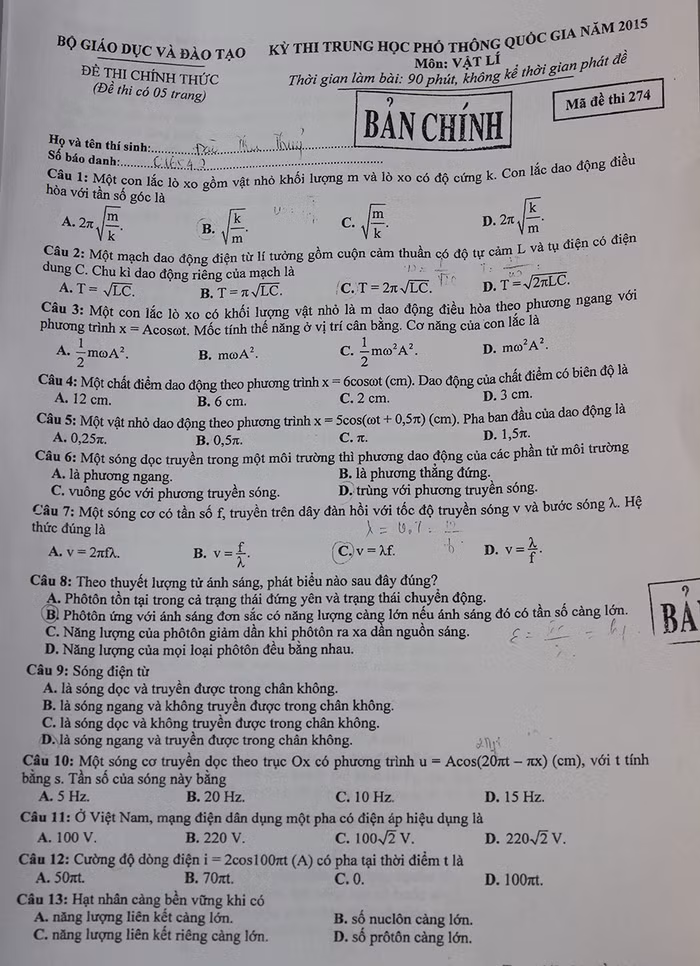 BỘ GIÁO DỤC VÀ ĐÀO TẠO
KỲ THI TRUNG HỌC PHỔ THÔNG QUỐC GIA NĂM 2015
ĐỀ THI CHÍNH THỨC
Môn: VẬT LÍ
(Đề thi có 05 trang)
Thời gian làm bài: 90 phút, không kể thời gian phát đề
BẢN CHÍNH
Mã đề thi 274
Họ và tên thí sinh:
Số báo danh:
Câu 1: Một con lắc lò xo gồm vật nhỏ khối lượng m và lò xo có độ cứng k. Con lắc dao động điều
hòa với tần số góc là
A. 2π√(m/k). B. √(k/m). C. √(m/k). D. 2π√(k/m).
Câu 2: Một mạch dao động điện từ lí tưởng gồm cuộn cảm thuần có độ tự cảm L và tụ điện có điện
dung C. Chu kì dao động riêng của mạch là
A. T = √LC. B. T = π√LC. C. T = 2π√LC. D. T = √2πLC.
Câu 3: Một con lắc lò xo có khối lượng vật nhỏ là m dao động điều hòa theo phương ngang với
phương trình x = Acosωt. Mốc tính thế năng ở vị trí cân bằng. Cơ năng của con lắc là
A. 1/2 mωA². B. mωA². C. 1/2 mω²A². D. mω²A².
Câu 4: Một chất điểm dao động theo phương trình x = 6cosωt (cm). Dao động của chất điểm có biên độ là
A. 12 cm. B. 6 cm. C. 2 cm. D. 3 cm.
Câu 5: Một vật nhỏ dao động theo phương trình x = 5cos(ωt + 0,5π) (cm). Pha ban đầu của dao động là
A. 0,25π. B. 0,5π. C. π. D. 1,5π.
Câu 6: Một sóng dọc truyền trong một môi trường thì phương dao động của các phần tử môi trường
A. là phương ngang. B. là phương thẳng đứng.
C. vuông góc với phương truyền sóng. D. trùng với phương truyền sóng.
Câu 7: Một sóng cơ có tần số f, truyền trên dây đàn hồi với tốc độ truyền sóng v và bước sóng λ. Hệ
thức đúng là
A. v = 2πfλ. B. v = f/λ. C. v = λf. D. v = λ/f.
Câu 8: Theo thuyết lượng tử ánh sáng, phát biểu nào sau đây đúng?
A. Phôtôn tồn tại trong cả trạng thái đứng yên và trạng thái chuyển động.
B. Phôtôn ứng với ánh sáng đơn sắc có năng lượng càng lớn nếu ánh sáng đó có tần số càng lớn.
BẢ
C. Năng lượng của phôtôn giảm dần khi phôtôn ra xa dần nguồn sáng.
D. Năng lượng của mọi loại phôtôn đều bằng nhau.
Câu 9: Sóng điện từ
A. là sóng dọc và truyền được trong chân không.
B. là sóng ngang và không truyền được trong chân không.
C. là sóng dọc và không truyền được trong chân không.
D. là sóng ngang và truyền được trong chân không.
Câu 10: Một sóng cơ truyền dọc theo trục Ox có phương trình u = Acos(20πt − πx) (cm), với t tính
bằng s. Tần số của sóng này bằng
A. 5 Hz. B. 20 Hz. C. 10 Hz. D. 15 Hz.
Câu 11: Ở Việt Nam, mạng điện dân dụng một pha có điện áp hiệu dụng là
A. 100 V. B. 220 V. C. 100√2 V. D. 220√2 V.
Câu 12: Cường độ dòng điện i = 2cos100πt (A) có pha tại thời điểm t là
A. 50πt. B. 70πt. C. 0. D. 100πt.
Câu 13: Hạt nhân càng bền vững khi có
A. năng lượng liên kết càng lớn. B. số nuclôn càng lớn.
C. năng lượng liên kết riêng càng lớn. D. số prôtôn càng lớn.